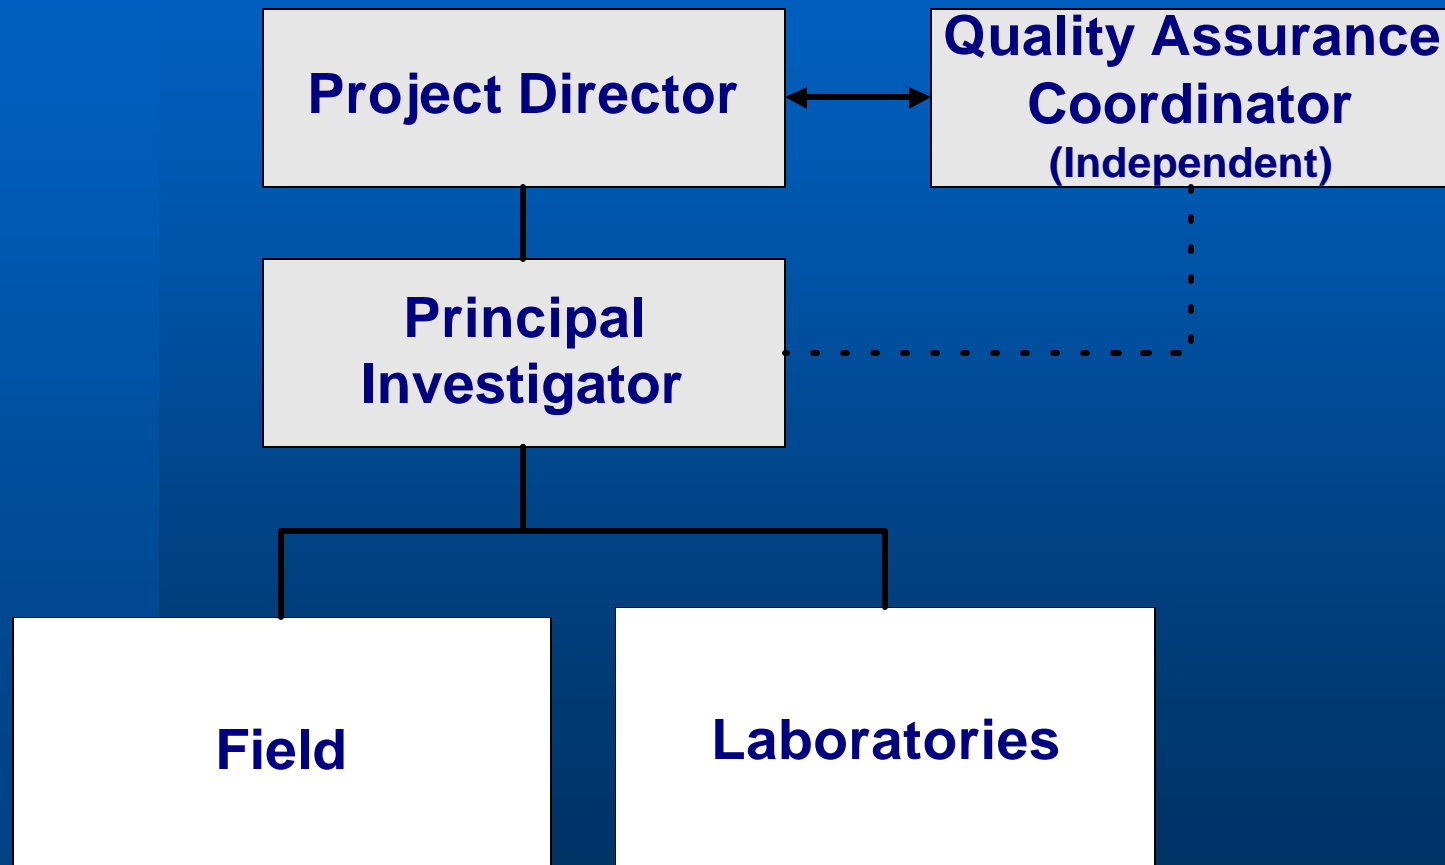 Project Director
Quality Assurance
Coordinator
(Independent)
Principal
Investigator
Field
Laboratories